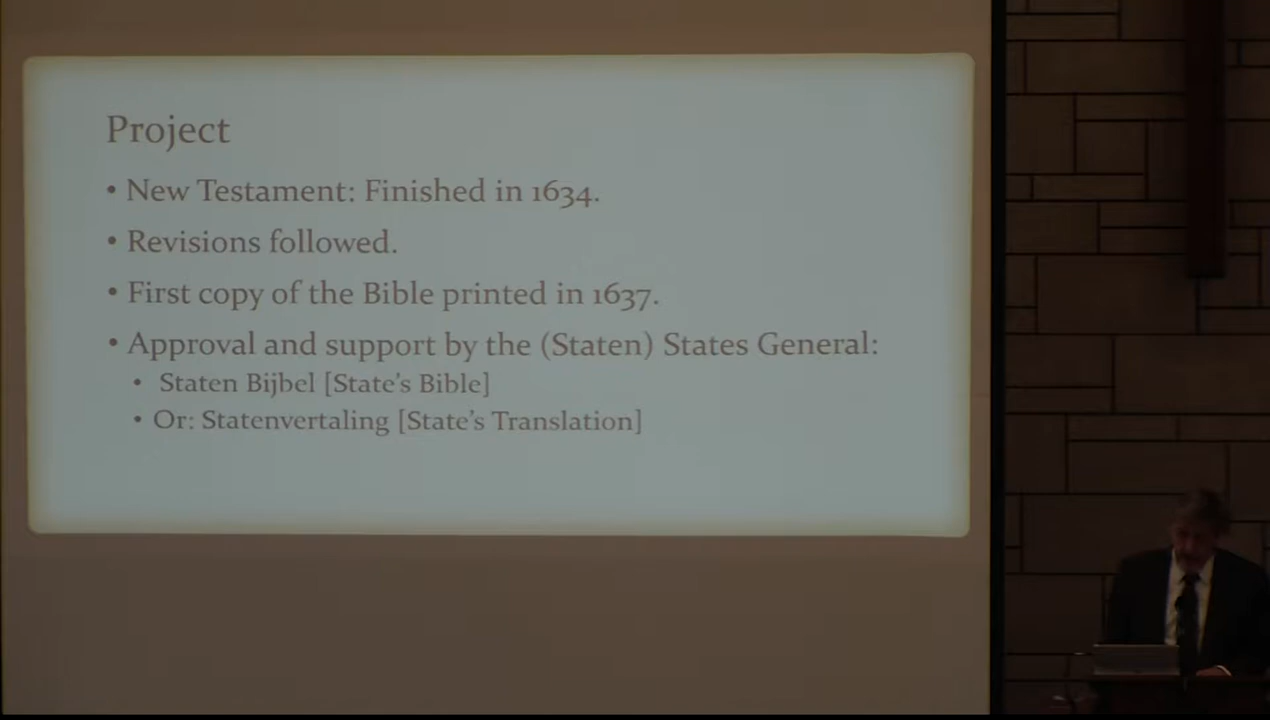 Project
• New Testament: Finished in 1634.
• Revisions followed.
• First copy of the Bible printed in 1637.
• Approval and support by the (Staten) States General:
• Staten Bijbel [State's Bible]
• Or: Statenvertaling [State's Translation]